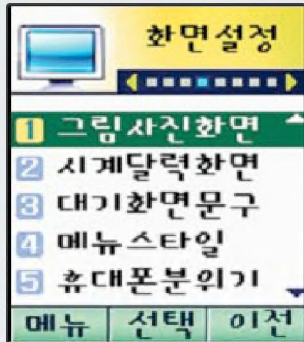 화면설정
1 그림사진화면
2 시계달력화면
3 대기화면문구
4 메뉴스타일
5 휴대폰분위기
메뉴 선택 이전